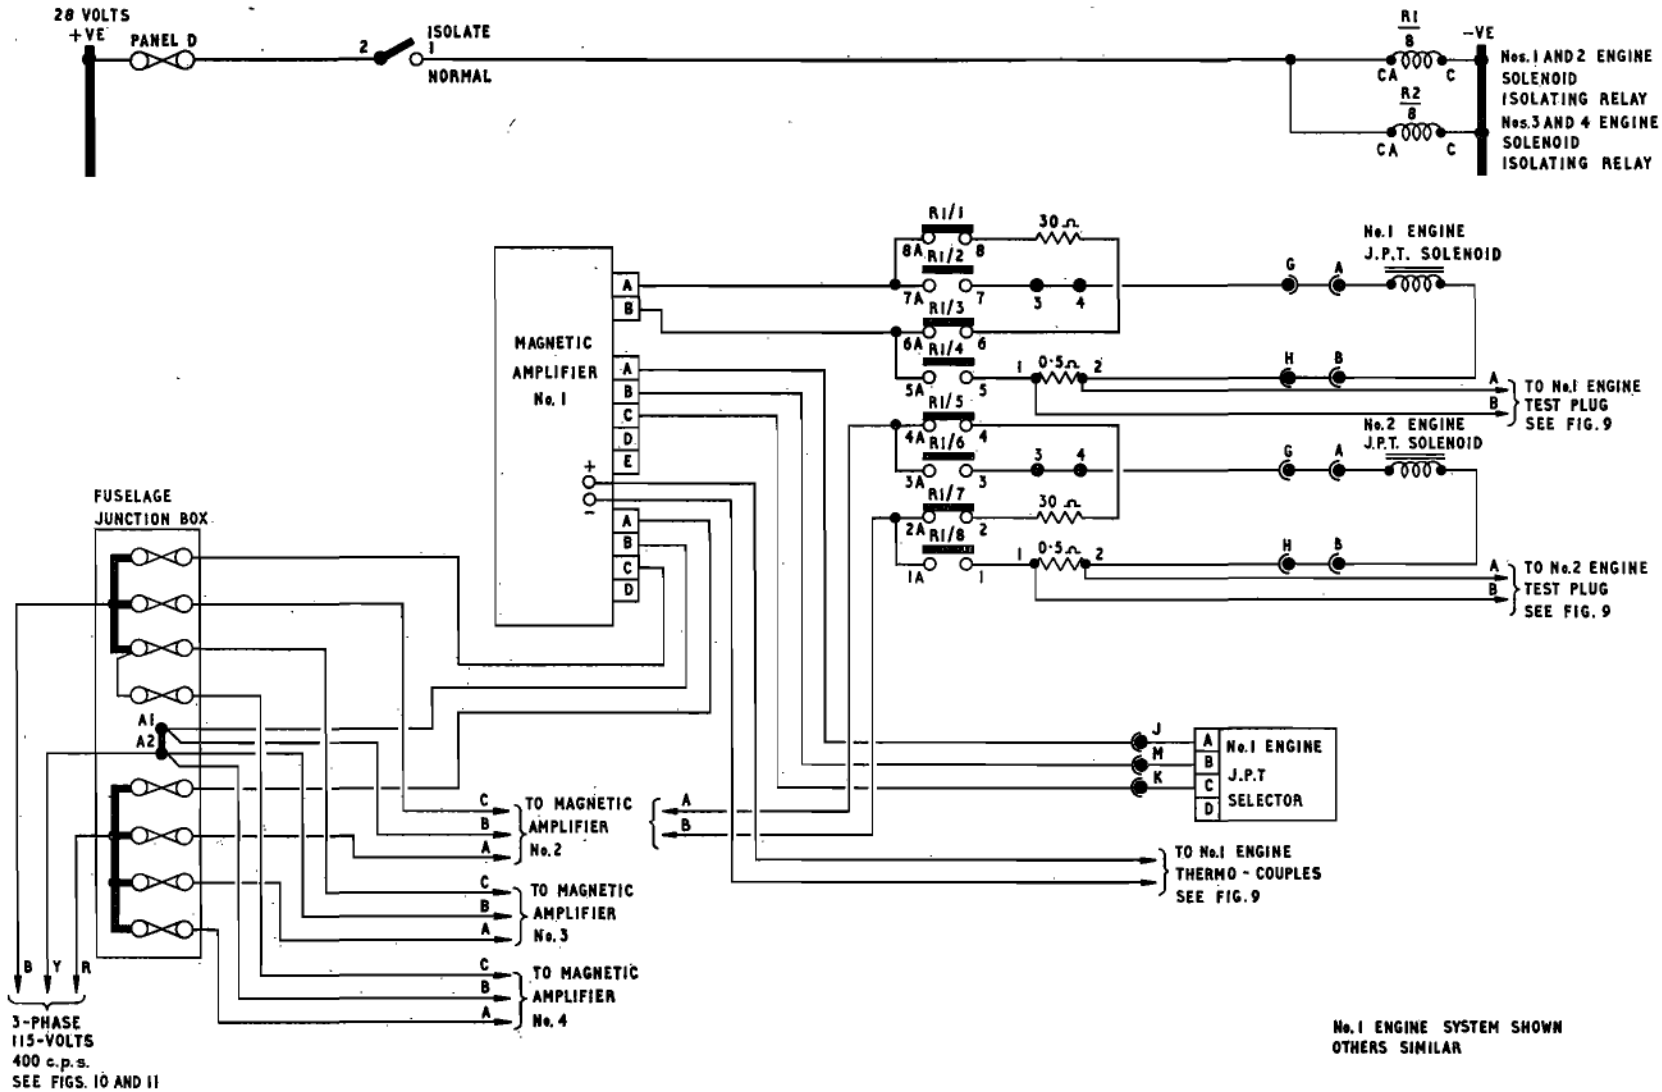 28 VOLTS
+VE
PANEL D
2
ISOLATE
1
NORMAL
R1
8
CA
C
-VE
Nos. 1 AND 2 ENGINE
SOLENOID
ISOLATING RELAY
R2
8
CA
C
Nos. 3 AND 4 ENGINE
SOLENOID
ISOLATING RELAY
MAGNETIC
AMPLIFIER
No. 1
A
B
A
B
C
D
E
+
-
A
B
C
D
R1/1
8A
8
30 Ω
R1/2
7A
7
3
4
R1/3
6A
6
R1/4
5A
5
1
0·5Ω
2
R1/5
4A
4
R1/6
3A
3
3
4
R1/7
2A
2
30 Ω
R1/8
1A
1
1
0·5Ω
2
No.1 ENGINE
J.P.T. SOLENOID
G
A
H
B
A
B
TO No.1 ENGINE
TEST PLUG
SEE FIG. 9
No.2 ENGINE
J.P.T. SOLENOID
G
A
H
B
A
B
TO No.2 ENGINE
TEST PLUG
SEE FIG. 9
FUSELAGE
JUNCTION BOX
A1
A2
B
Y
R
3-PHASE
115-VOLTS
400 c.p.s.
SEE FIGS. 10 AND 11
C
B
A
TO MAGNETIC
AMPLIFIER
No. 2
A
B
C
B
A
TO MAGNETIC
AMPLIFIER
No. 3
C
B
A
TO MAGNETIC
AMPLIFIER
No. 4
J
M
K
A
B
C
D
No.1 ENGINE
J.P.T
SELECTOR
TO No.1 ENGINE
THERMO - COUPLES
SEE FIG. 9
No. 1 ENGINE SYSTEM SHOWN
OTHERS SIMILAR